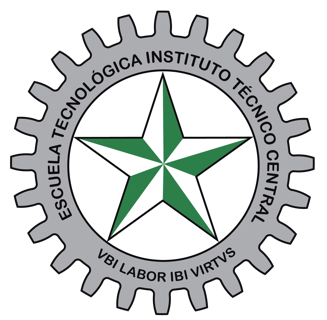 ESCUELA TECNOLÓGICA INSTITUTO TÉCNICO CENTRAL
VBI LABOR IBI VIRTVS